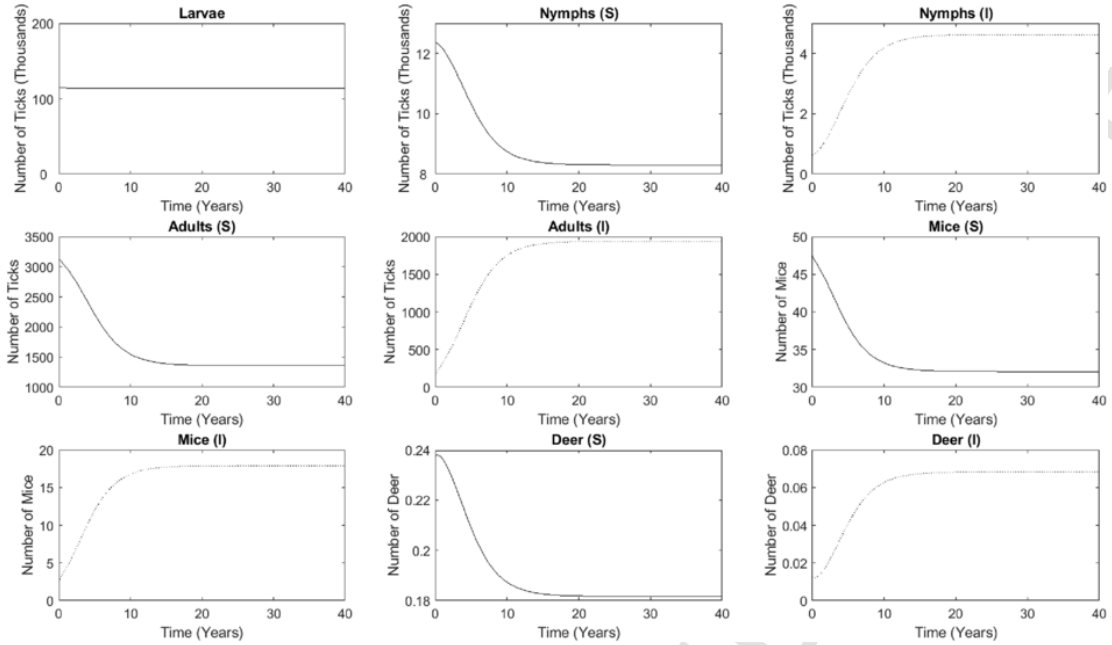 Larvae
Number of Ticks (Thousands)
200
100
0
0 10 20 30 40
Time (Years)
Nymphs (S)
Number of Ticks (Thousands)
12
10
8
0 10 20 30 40
Time (Years)
Nymphs (I)
Number of Ticks (Thousands)
4
2
0
0 10 20 30 40
Time (Years)
Adults (S)
Number of Ticks
3500
3000
2500
2000
1500
1000
0 10 20 30 40
Time (Years)
Adults (I)
Number of Ticks
2000
1500
1000
500
0
0 10 20 30 40
Time (Years)
Mice (S)
Number of Mice
50
45
40
35
30
0 10 20 30 40
Time (Years)
Mice (I)
Number of Mice
20
15
10
5
0
0 10 20 30 40
Time (Years)
Deer (S)
Number of Deer
0.24
0.22
0.2
0.18
0 10 20 30 40
Time (Years)
Deer (I)
Number of Deer
0.08
0.06
0.04
0.02
0
0 10 20 30 40
Time (Years)